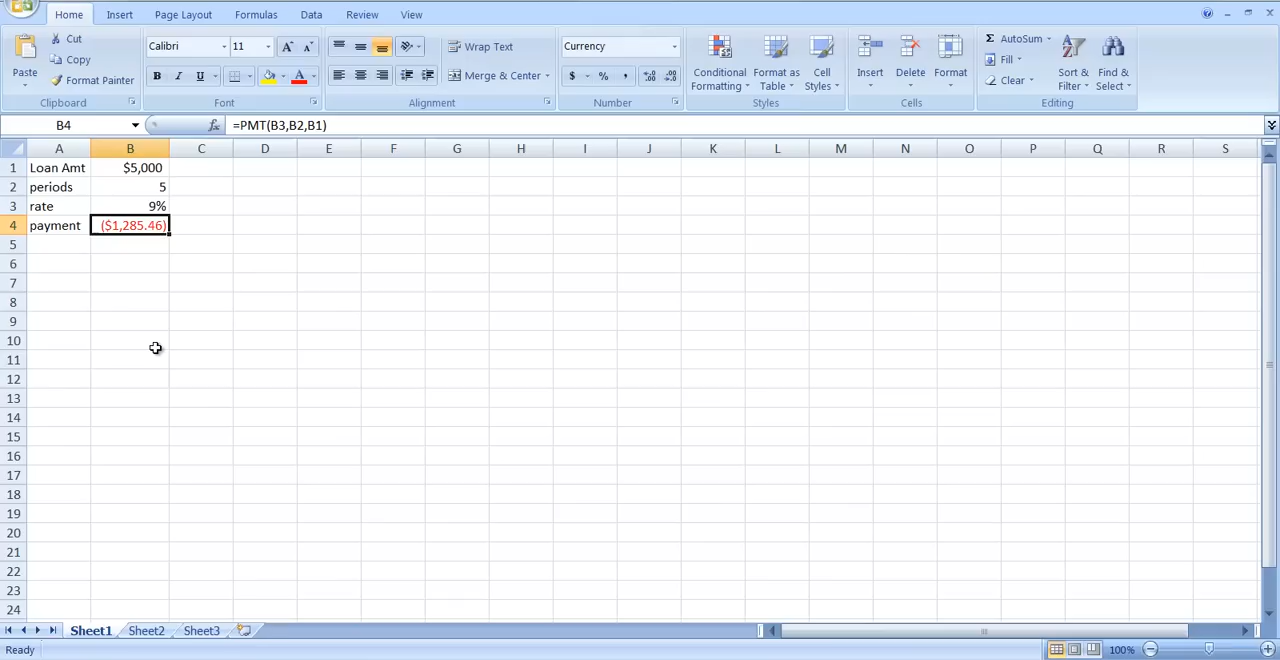 Home Insert Page Layout Formulas Data Review View
Paste Cut Copy Format Painter Clipboard
Calibri 11 B I U A Font
Wrap Text Merge & Center Alignment
Currency $ % , Number
Conditional Formatting Format as Table Cell Styles Styles
Insert Delete Format Cells
Σ AutoSum Fill Clear Sort & Filter Find & Select Editing
B4 fx =PMT(B3,B2,B1)
A B C D E F G H I J K L M N O P Q R S
1 Loan Amt $5,000
2 periods 5
3 rate 9%
4 payment ($1,285.46)
5
6
7
8
9
10
11
12
13
14
15
16
17
18
19
20
21
22
23
24
Sheet1 Sheet2 Sheet3
Ready 100%